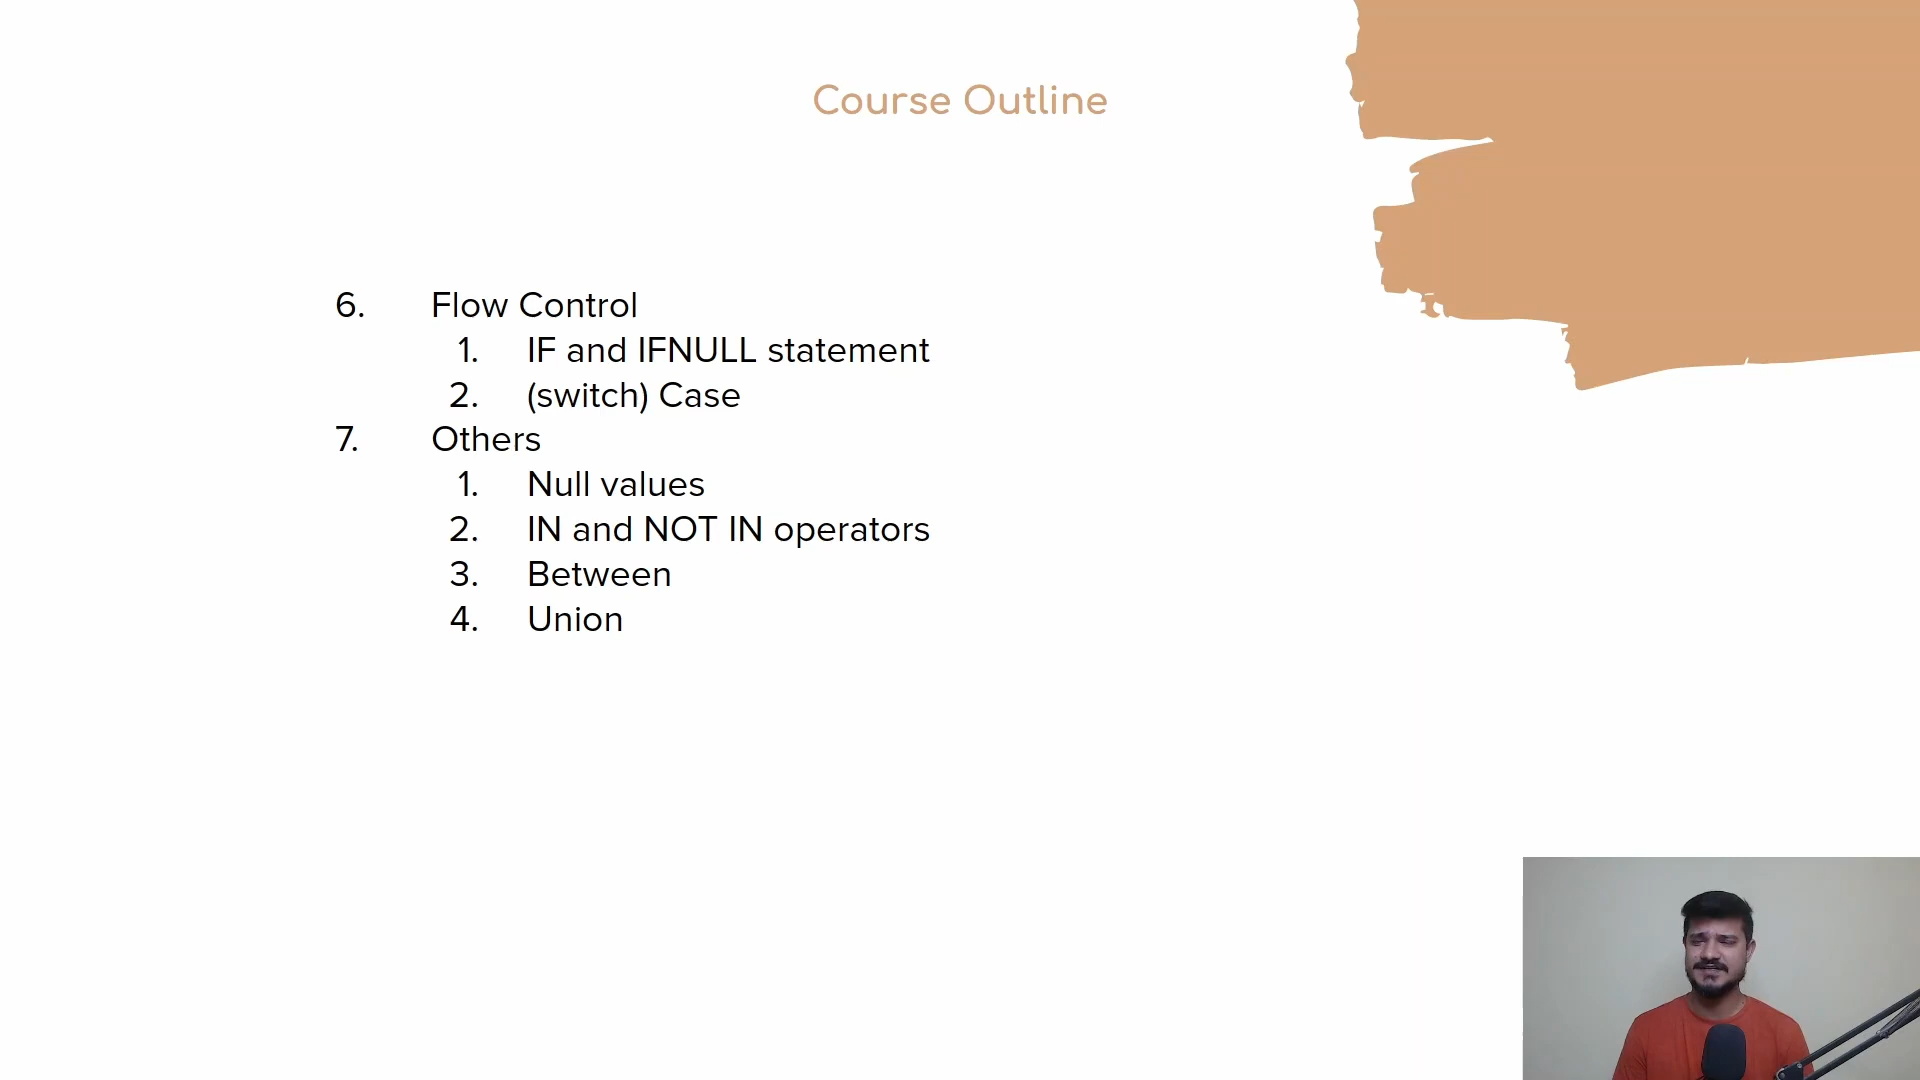 Course Outline
6. Flow Control
1. IF and IFNULL statement
2. (switch) Case
7. Others
1. Null values
2. IN and NOT IN operators
3. Between
4. Union